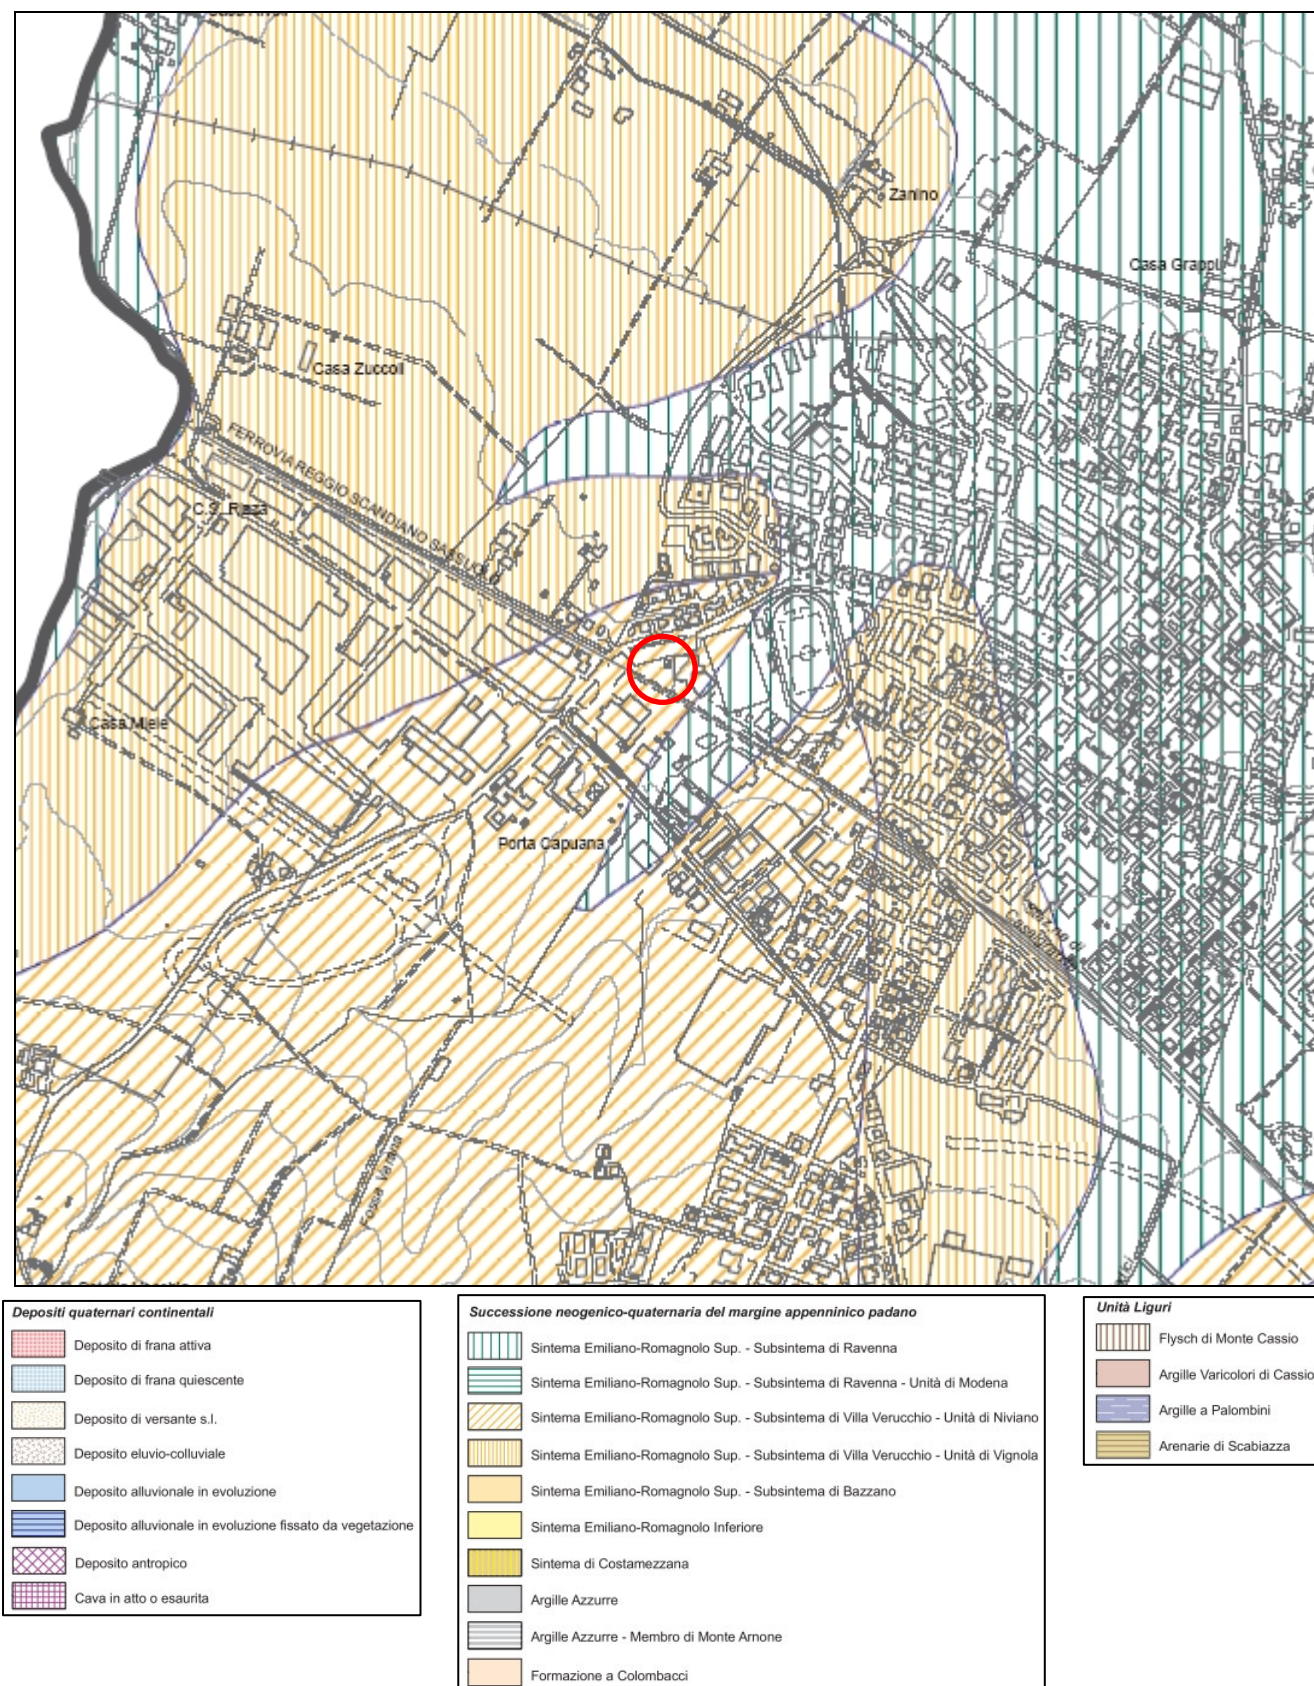 Zanino
Casa Grappi
Casa Zuccoli
FERROVIA REGGIO SCANDIANO SASSUOLO
Casa Miele
Porta Capuana
Fossa Varana
Depositi quaternari continentali
Deposito di frana attiva
Deposito di frana quiescente
Deposito di versante s.l.
Deposito eluvio-colluviale
Deposito alluvionale in evoluzione
Deposito alluvionale in evoluzione fissato da vegetazione
Deposito antropico
Cava in atto o esaurita
Successione neogenico-quaternaria del margine appenninico padano
Sintema Emiliano-Romagnolo Sup. - Subsintema di Ravenna
Sintema Emiliano-Romagnolo Sup. - Subsintema di Ravenna - Unità di Modena
Sintema Emiliano-Romagnolo Sup. - Subsintema di Villa Verucchio - Unità di Niviano
Sintema Emiliano-Romagnolo Sup. - Subsintema di Villa Verucchio - Unità di Vignola
Sintema Emiliano-Romagnolo Sup. - Subsintema di Bazzano
Sintema Emiliano-Romagnolo Inferiore
Sintema di Costamezzana
Argille Azzurre
Argille Azzurre - Membro di Monte Arnone
Formazione a Colombacci
Unità Liguri
Flysch di Monte Cassio
Argille Varicolori di Cassio
Argille a Palombini
Arenarie di Scabiazza